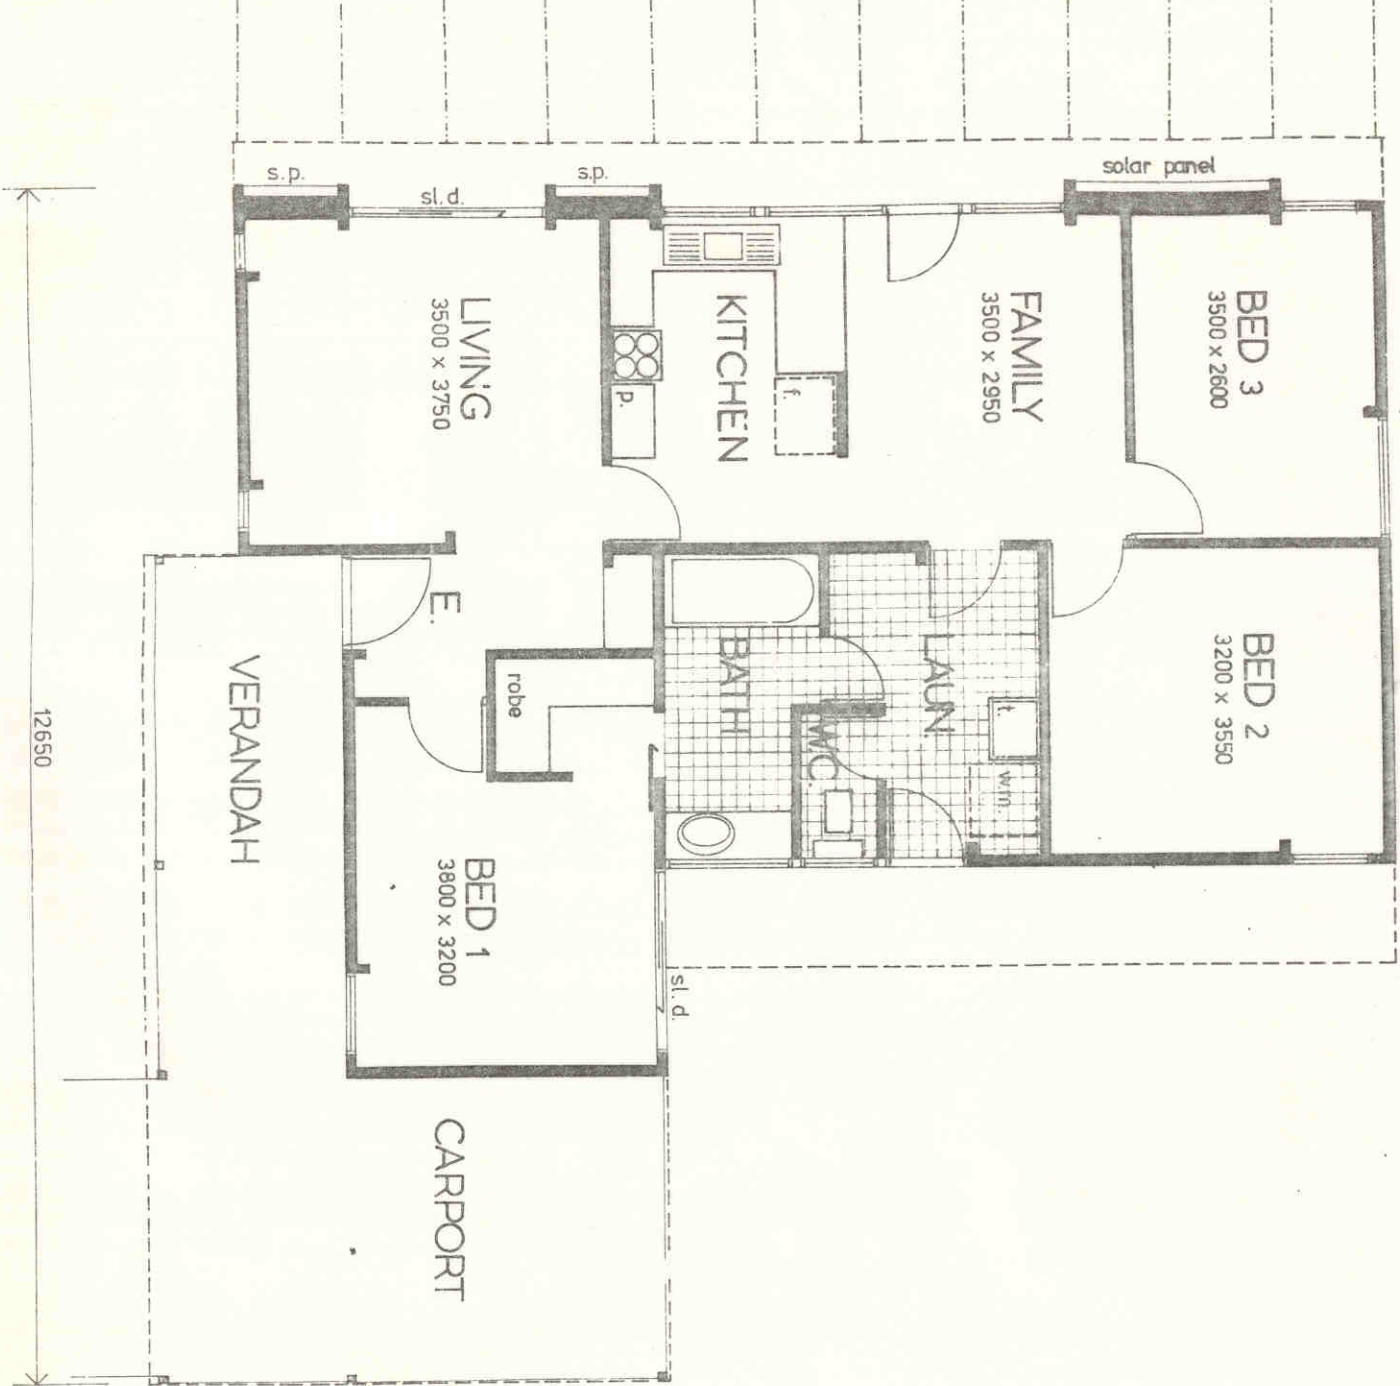 s.p.
sl.d.
s.p.
solar panel
LIVING
3500 x 3750
KITCHEN
p.
f.
FAMILY
3500 x 2950
BED 3
3500 x 2600
E.
VERANDAH
robe
BATH
W.C.
LAUN
t.
w.m.
BED 2
3200 x 3550
BED 1
3800 x 3200
sl.d.
CARPORT
12650